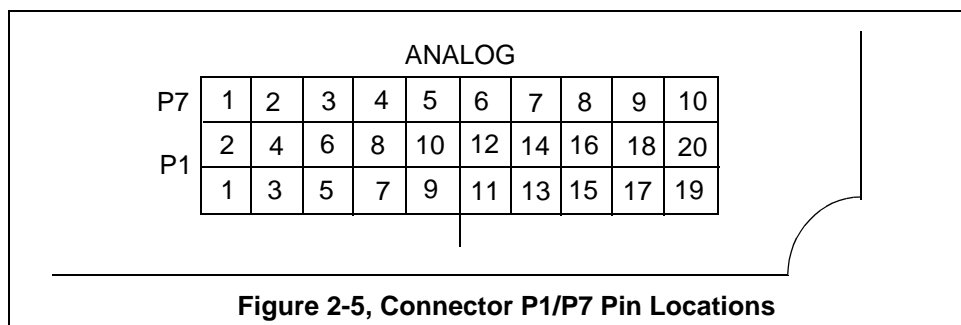 ANALOG
P7 1 2 3 4 5 6 7 8 9 10
P1 2 4 6 8 10 12 14 16 18 20
1 3 5 7 9 11 13 15 17 19
Figure 2-5, Connector P1/P7 Pin Locations